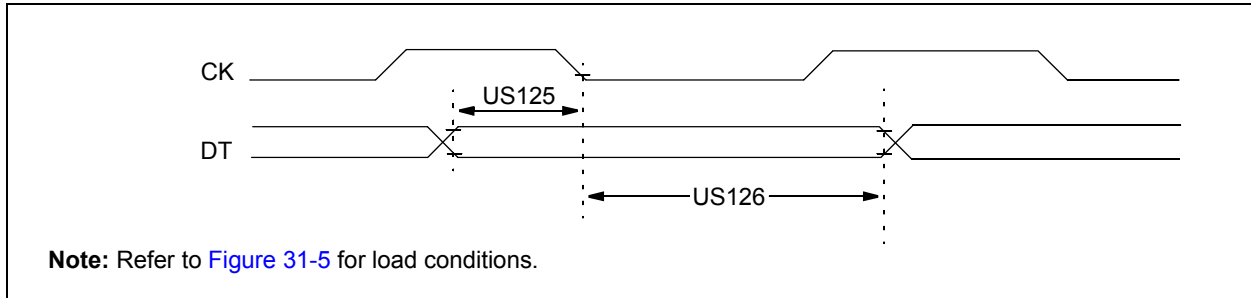 CK
US125
DT
US126
Note: Refer to Figure 31-5 for load conditions.